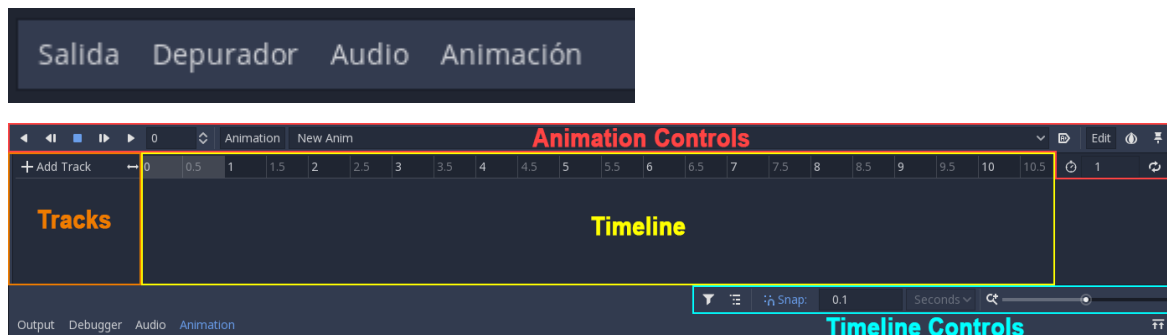 Salida Depurador Audio Animación
0 Animation New Anim Animation Controls Edit
Add Track 0 0.5 1 1.5 2 2.5 3 3.5 4 4.5 5 5.5 6 6.5 7 7.5 8 8.5 9 9.5 10 10.5 1
Tracks Timeline
Snap: 0.1 Seconds
Output Debugger Audio Animation Timeline Controls